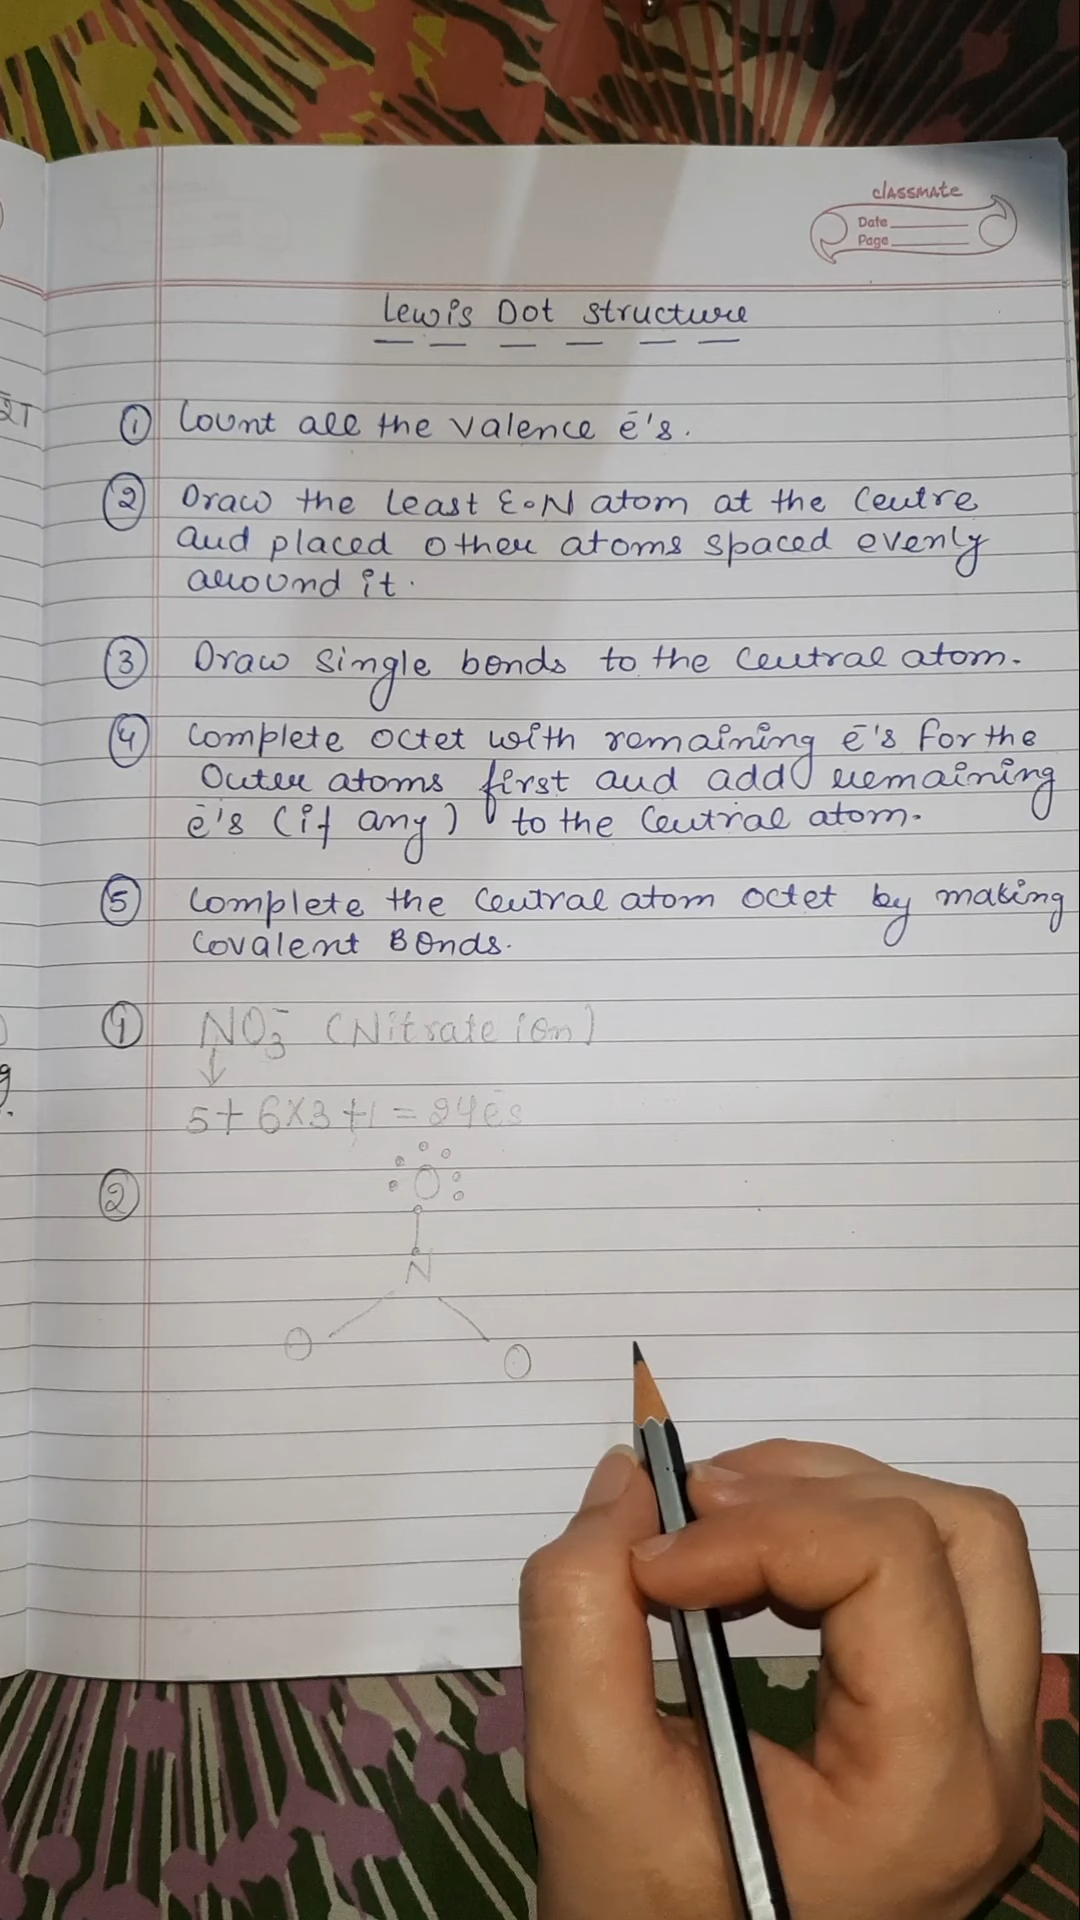 classmate
Date
Page
Lewis Dot structure
① Count all the valence ē's.
② Draw the least E.N atom at the centre
and placed other atoms spaced evenly
around it.
③ Draw single bonds to the central atom.
④ Complete octet with remaining ē's for the
Outer atoms first and add remaining
ē's (if any) to the central atom.
⑤ Complete the central atom octet by making
covalent Bonds.
① NO₃⁻ (Nitrate ion)
↓
5+6×3+1=24ēs
②
O
N
O
O